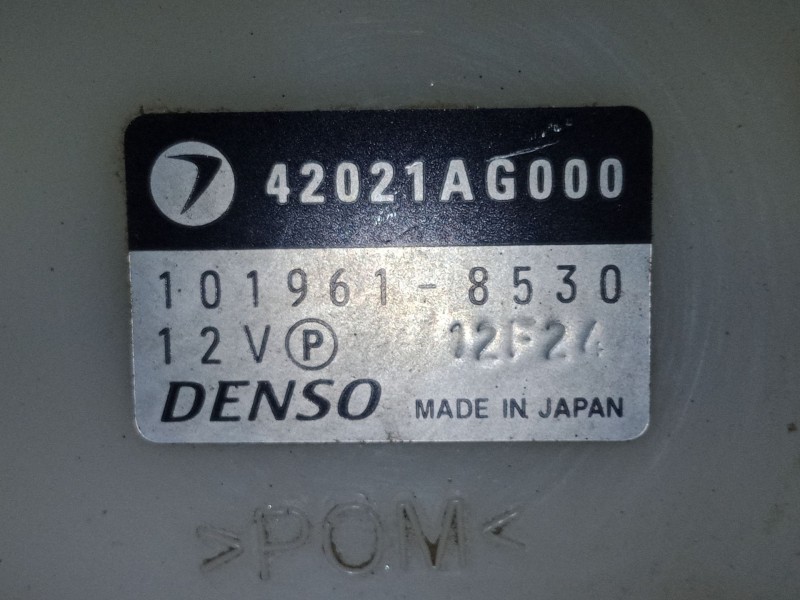 42021AG000
101961-8530
12V Ⓟ 12F24
DENSO MADE IN JAPAN
>POM<